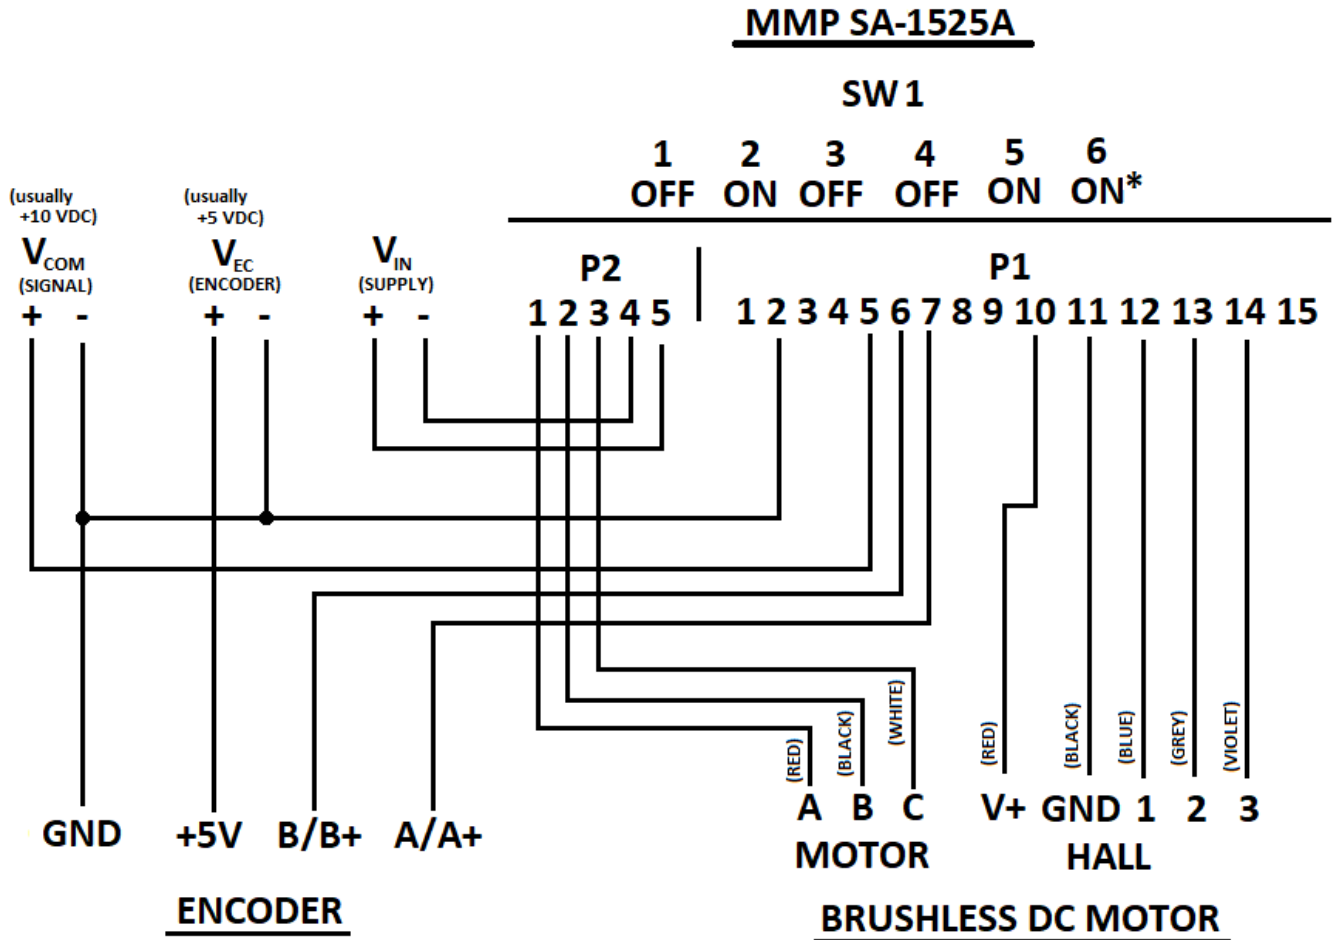 MMP SA-1525A
SW 1
1 2 3 4 5 6
OFF ON OFF OFF ON ON*
(usually
+10 VDC)
VCOM
(SIGNAL)
+ -
(usually
+5 VDC)
VEC
(ENCODER)
+ -
VIN
(SUPPLY)
+ -
P2
1 2 3 4 5
P1
1 2 3 4 5 6 7 8 9 10 11 12 13 14 15
(RED)
(BLACK)
(WHITE)
(RED)
(BLACK)
(BLUE)
(GREY)
(VIOLET)
A B C
MOTOR
V+ GND 1 2 3
HALL
BRUSHLESS DC MOTOR
GND +5V B/B+ A/A+
ENCODER